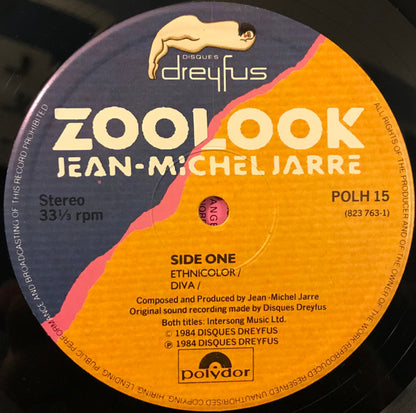 DISQUES
dreyfus
ZOOLOOK
JEAN-MICHEL JARRE
Stereo
33⅓ rpm
POLH 15
(823 763-1)
SIDE ONE
ETHNICOLOR/
DIVA/
Composed and Produced by Jean-Michel Jarre
Original sound recording made by Disques Dreyfus
Both titles: Intersong Music Ltd.
© 1984 DISQUES DREYFUS
℗ 1984 DISQUES DREYFUS
polydor
ALL RIGHTS OF THE PRODUCER AND OF THE OWNER OF THE WORK REPRODUCED RESERVED UNAUTHORISED COPYING, HIRING, LENDING, PUBLIC PERFORMANCE AND BROADCASTING OF THIS RECORD PROHIBITED